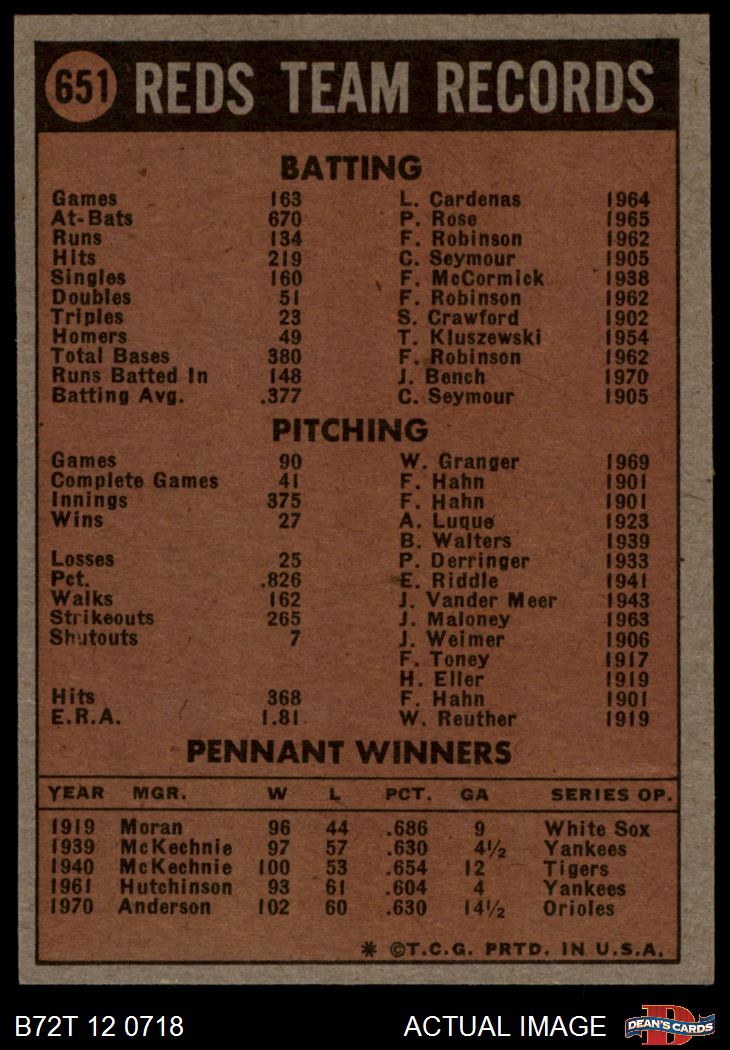 651 REDS TEAM RECORDS
BATTING
Games 163 L. Cardenas 1964
At-Bats 670 P. Rose 1965
Runs 134 F. Robinson 1962
Hits 219 C. Seymour 1905
Singles 160 F. McCormick 1938
Doubles 51 F. Robinson 1962
Triples 23 S. Crawford 1902
Homers 49 T. Kluszewski 1954
Total Bases 380 F. Robinson 1962
Runs Batted In 148 J. Bench 1970
Batting Avg. .377 C. Seymour 1905
PITCHING
Games 90 W. Granger 1969
Complete Games 41 F. Hahn 1901
Innings 375 F. Hahn 1901
Wins 27 A. Luque 1923
B. Walters 1939
Losses 25 P. Derringer 1933
Pct. .826 E. Riddle 1941
Walks 162 J. Vander Meer 1943
Strikeouts 265 J. Maloney 1963
Shutouts 7 J. Weimer 1906
F. Toney 1917
H. Eller 1919
Hits 368 F. Hahn 1901
E.R.A. 1.81 W. Reuther 1919
PENNANT WINNERS
YEAR MGR. W L PCT. GA SERIES OP.
1919 Moran 96 44 .686 9 White Sox
1939 McKechnie 97 57 .630 4½ Yankees
1940 McKechnie 100 53 .654 12 Tigers
1961 Hutchinson 93 61 .604 4 Yankees
1970 Anderson 102 60 .630 14½ Orioles
* ©T.C.G. PRTD. IN U.S.A.
B72T 12 0718 ACTUAL IMAGE DEAN'S CARDS